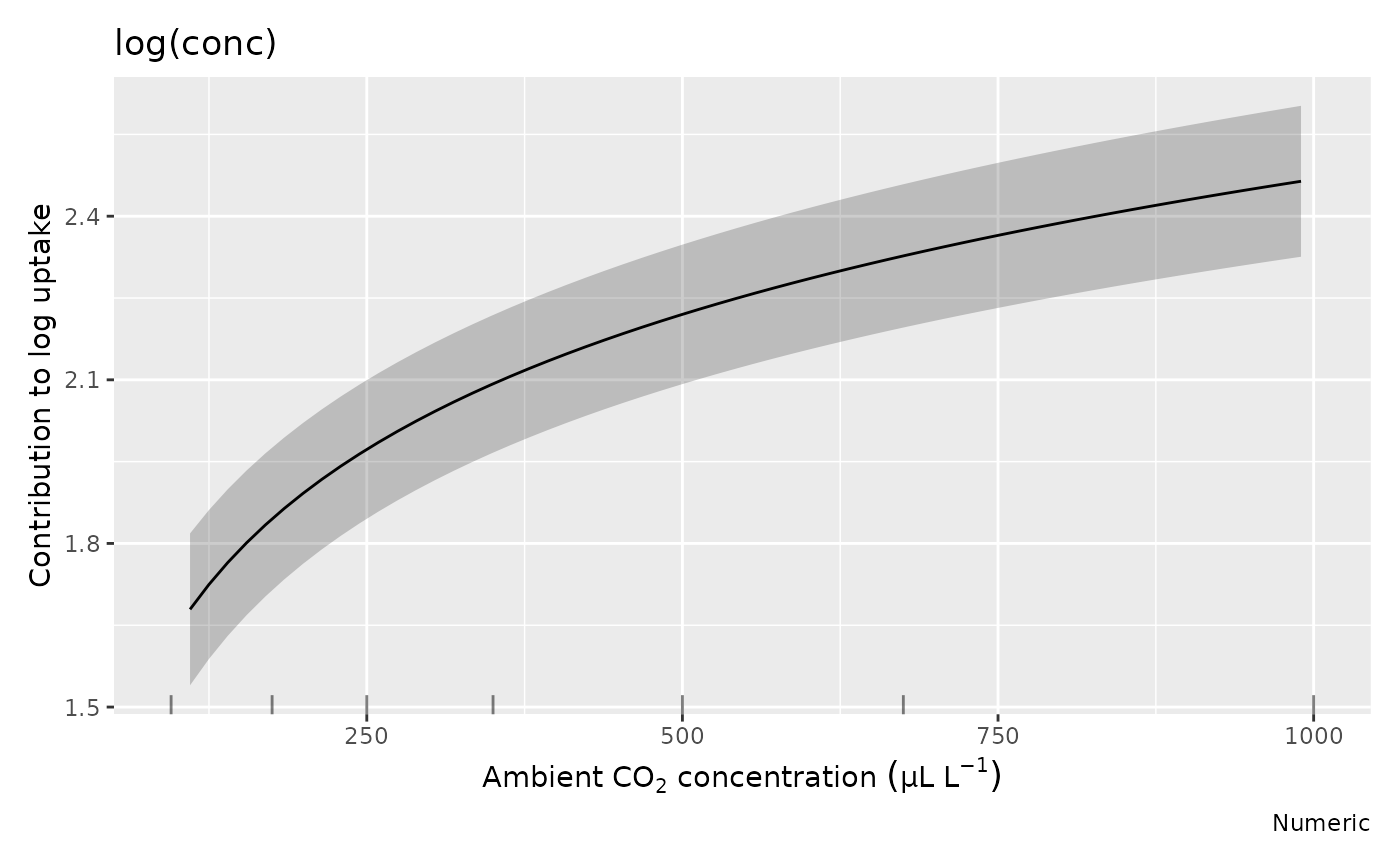 log(conc)
Contribution to log uptake
2.4
2.1
1.8
1.5
250 500 750 1000
Ambient CO₂ concentration (µL L⁻¹)
Numeric